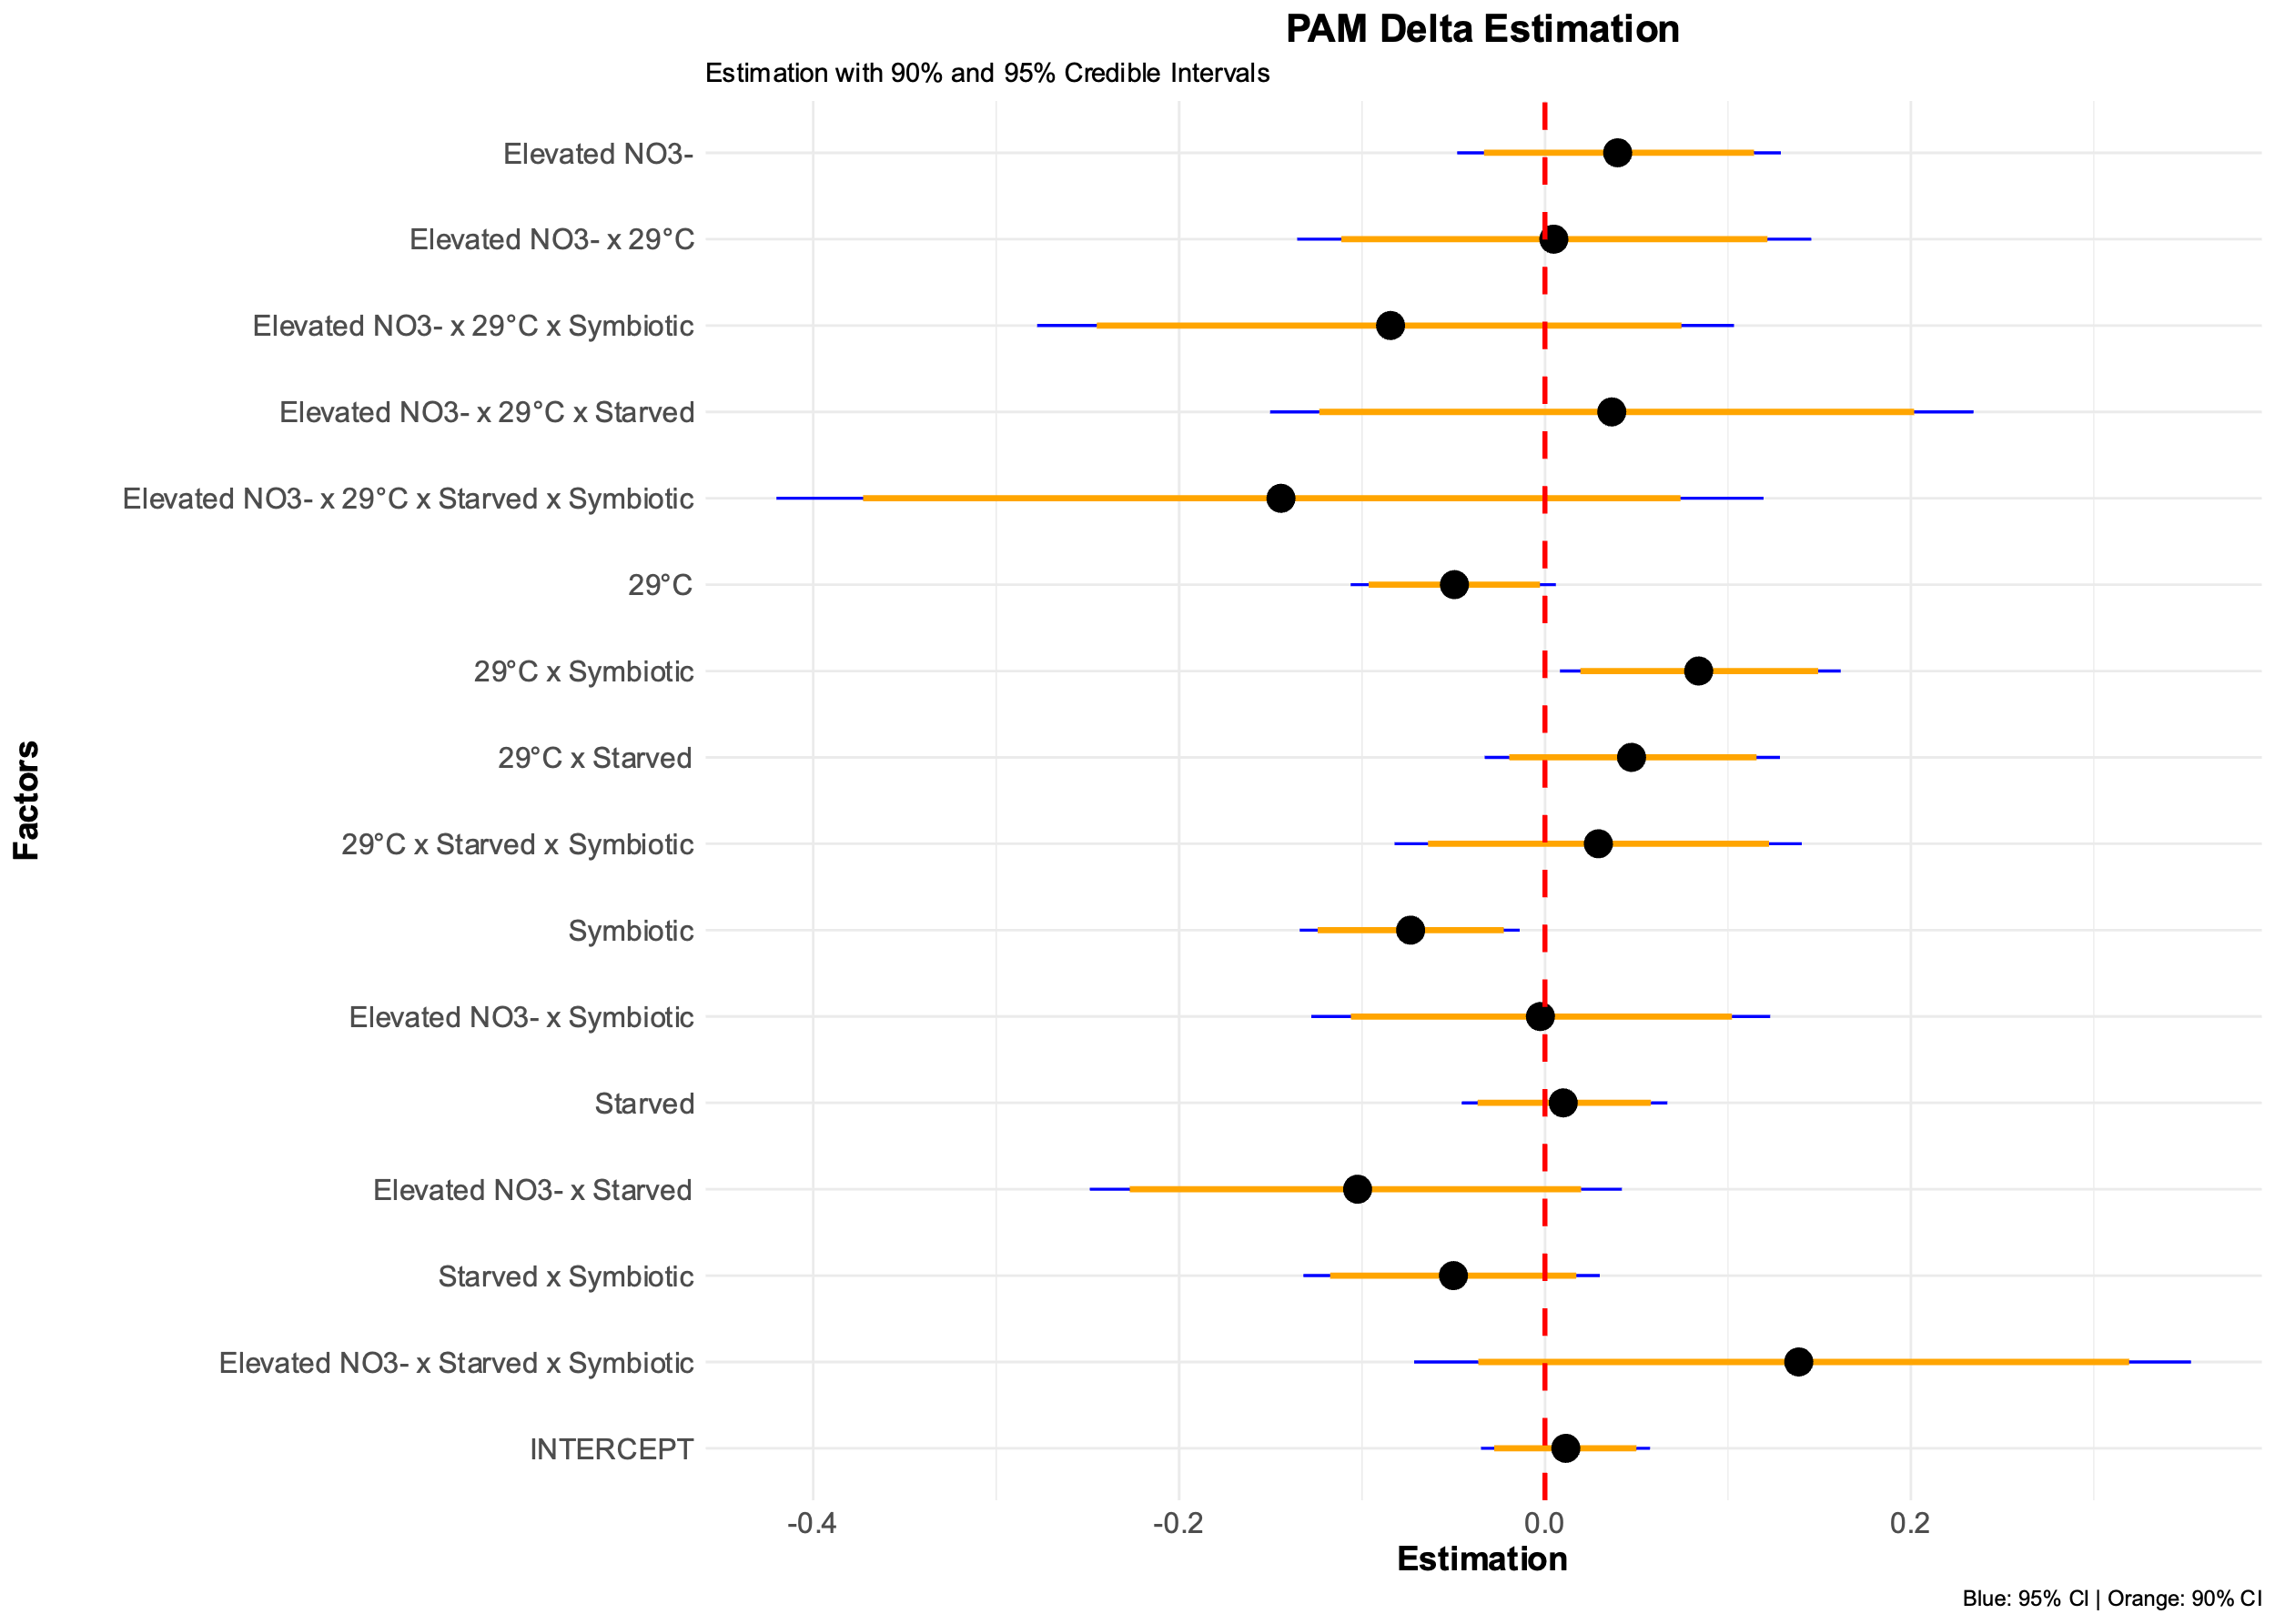 PAM Delta Estimation
Estimation with 90% and 95% Credible Intervals
Elevated NO3-
Elevated NO3- x 29°C
Elevated NO3- x 29°C x Symbiotic
Elevated NO3- x 29°C x Starved
Elevated NO3- x 29°C x Starved x Symbiotic
29°C
29°C x Symbiotic
29°C x Starved
29°C x Starved x Symbiotic
Symbiotic
Elevated NO3- x Symbiotic
Starved
Elevated NO3- x Starved
Starved x Symbiotic
Elevated NO3- x Starved x Symbiotic
INTERCEPT
Factors
-0.4 -0.2 0.0 0.2
Estimation
Blue: 95% CI | Orange: 90% CI